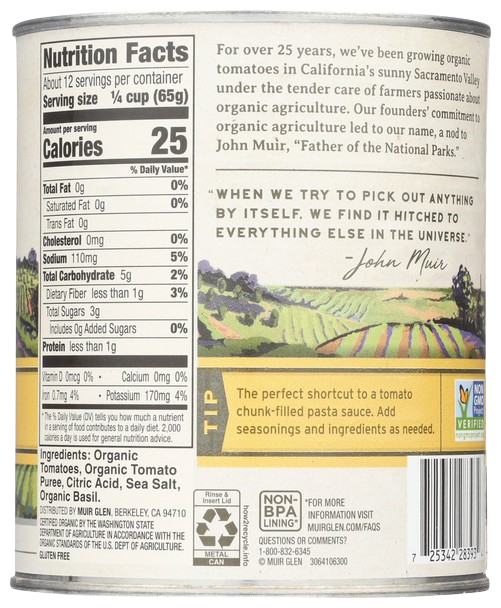 Nutrition Facts
About 12 servings per container
Serving size ¼ cup (65g)
Amount per serving
Calories 25
% Daily Value*
Total Fat 0g 0%
Saturated Fat 0g 0%
Trans Fat 0g
Cholesterol 0mg 0%
Sodium 110mg 5%
Total Carbohydrate 5g 2%
Dietary Fiber less than 1g 3%
Total Sugars 3g
Includes 0g Added Sugars 0%
Protein less than 1g
Vitamin D 0mcg 0% • Calcium 0mg 0%
Iron 0.7mg 4% • Potassium 170mg 4%
*The % Daily Value (DV) tells you how much a nutrient
in a serving of food contributes to a daily diet. 2,000
calories a day is used for general nutrition advice.
Ingredients: Organic
Tomatoes, Organic Tomato
Puree, Citric Acid, Sea Salt,
Organic Basil.
DISTRIBUTED BY MUIR GLEN, BERKELEY, CA 94710
CERTIFIED ORGANIC BY THE WASHINGTON STATE
DEPARTMENT OF AGRICULTURE IN ACCORDANCE WITH THE
ORGANIC STANDARDS OF THE U.S. DEPT OF AGRICULTURE.
GLUTEN FREE
For over 25 years, we've been growing organic
tomatoes in California's sunny Sacramento Valley
under the tender care of farmers passionate about
organic agriculture. Our founders' commitment to
organic agriculture led to our name, a nod to
John Muir, "Father of the National Parks."
"WHEN WE TRY TO PICK OUT ANYTHING
BY ITSELF, WE FIND IT HITCHED TO
EVERYTHING ELSE IN THE UNIVERSE."
-John Muir
TIP
The perfect shortcut to a tomato
chunk-filled pasta sauce. Add
seasonings and ingredients as needed.
NON
GMO
Project
VERIFIED
Rinse &
Insert Lid
METAL
CAN
how2recycle.info
NON-
BPA
LINING*
*FOR MORE
INFORMATION VISIT
MUIRGLEN.COM/FAQS
QUESTIONS OR COMMENTS?
1-800-832-6345
© MUIR GLEN 3064106300
7 25342 28393